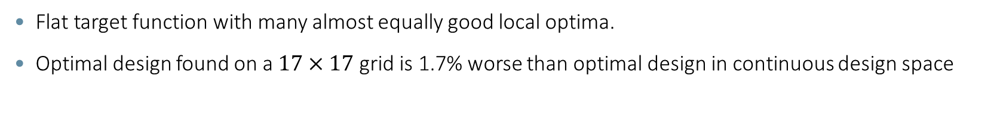 • Flat target function with many almost equally good local optima.
• Optimal design found on a 17 × 17 grid is 1.7% worse than optimal design in continuous design space